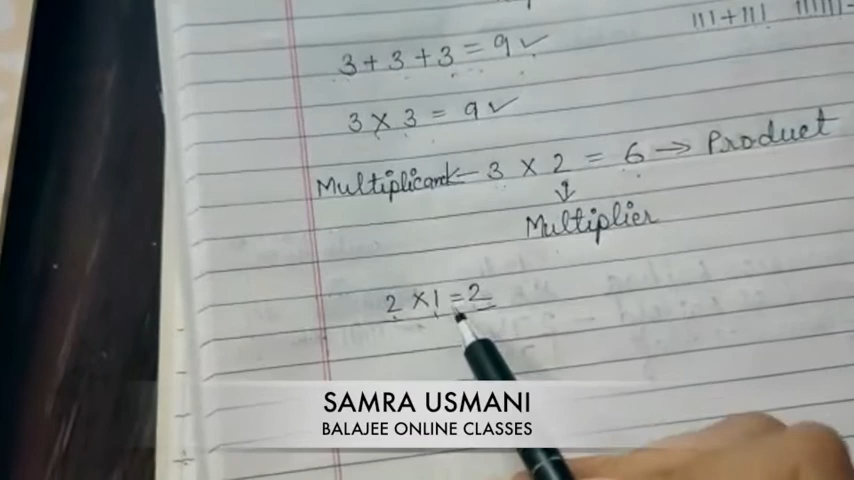 111+111 11111
3+3+3=9✓
3×3=9✓
Multiplicand← 3×2=6→Product
↓
Multiplier
2×1=2
SAMRA USMANI
BALAJEE ONLINE CLASSES